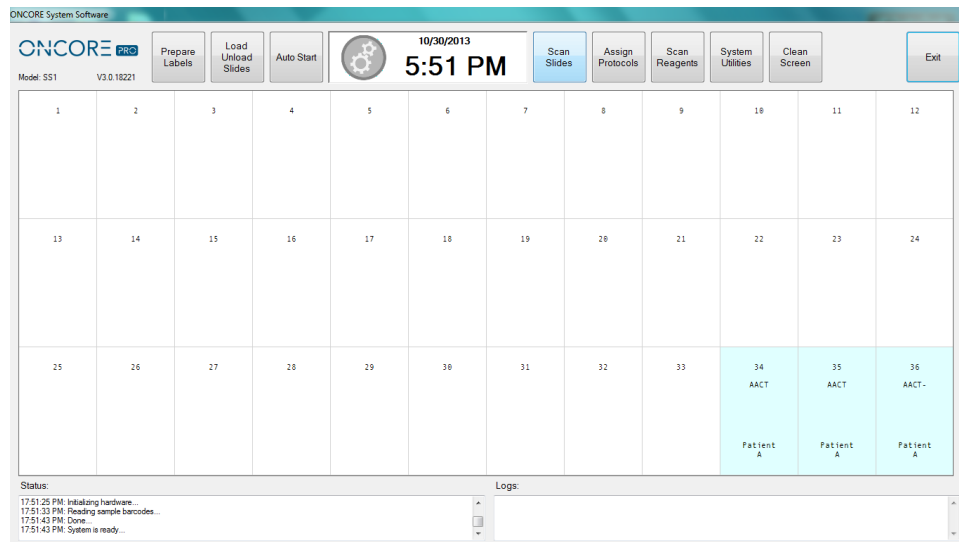 ONCORE System Software
ONCORE PRO
Model: SS1 V3.0.18221
Prepare
Labels
Load
Unload
Slides
Auto Start
10/30/2013
5:51 PM
Scan
Slides
Assign
Protocols
Scan
Reagents
System
Utilities
Clean
Screen
Exit
1 2 3 4 5 6 7 8 9 10 11 12
13 14 15 16 17 18 19 20 21 22 23 24
25 26 27 28 29 30 31 32 33 34 35 36
AACT AACT AACT-
Patient Patient Patient
A A A
Status:
17:51:25 PM: Initializing hardware...
17:51:33 PM: Reading sample barcodes...
17:51:43 PM: Done...
17:51:43 PM: System is ready...
Logs: